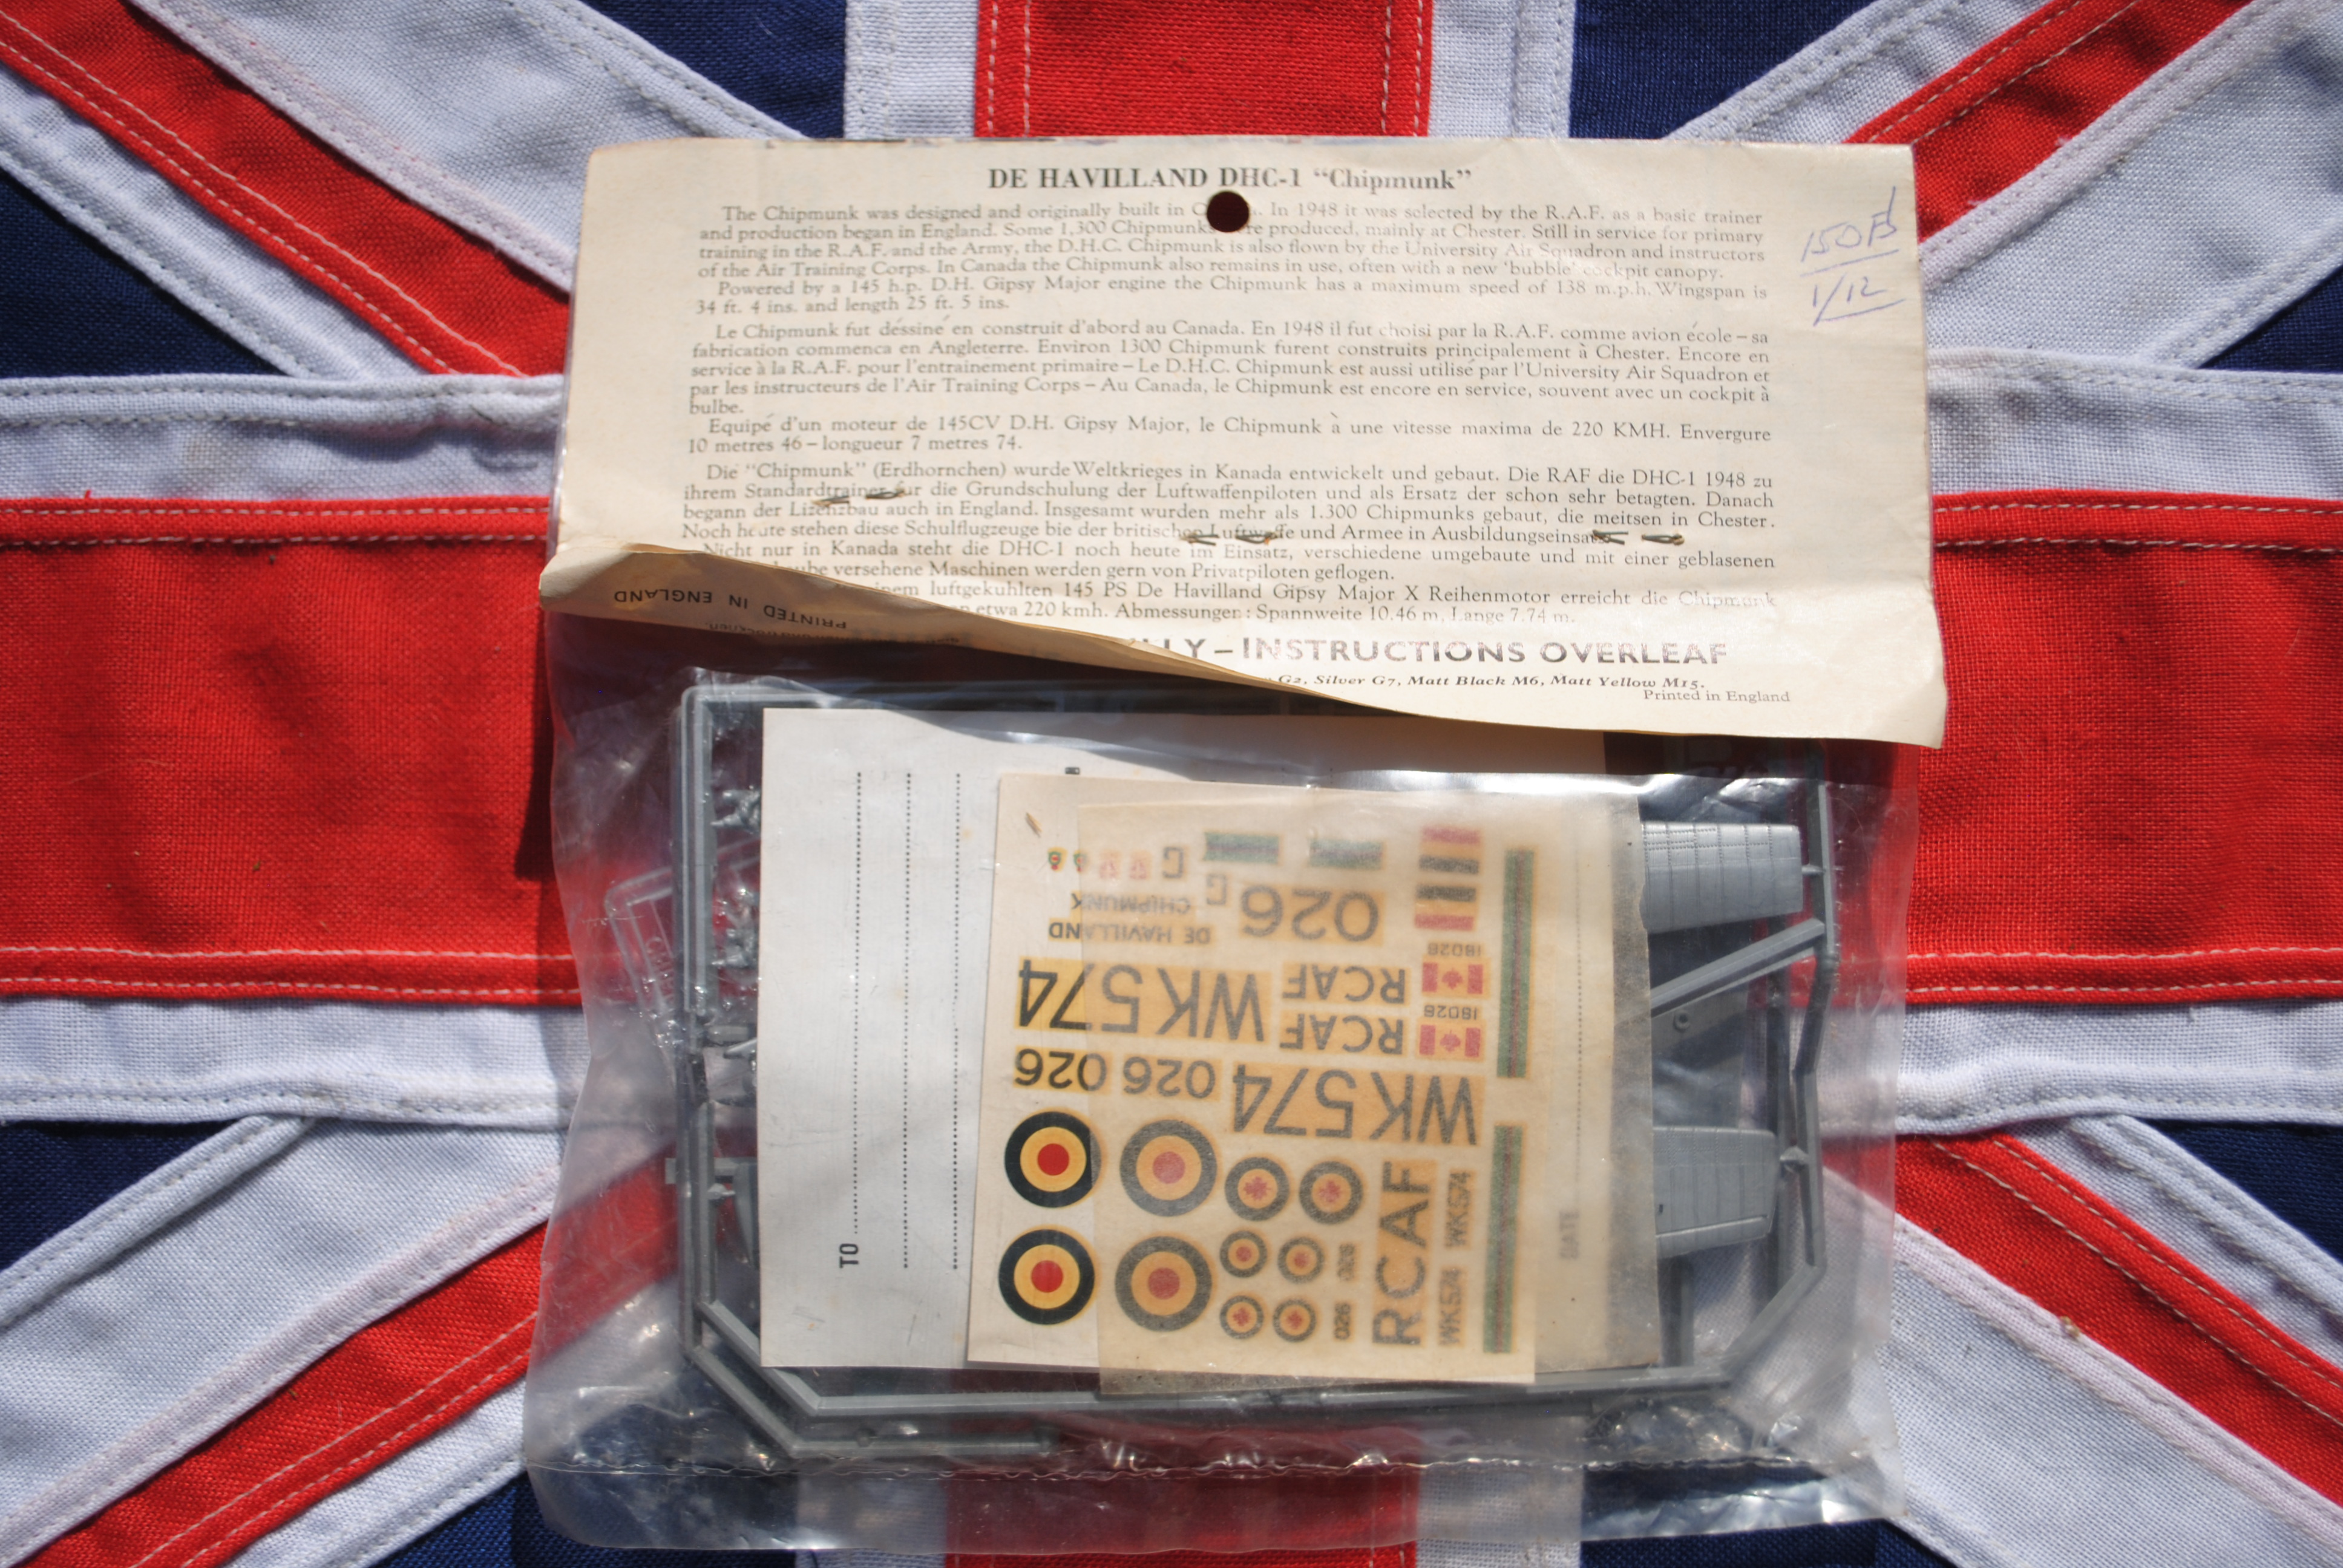 DE HAVILLAND DHC-1 "Chipmunk"
The Chipmunk was designed and originally built in C . In 1948 it was selected by the R.A.F. as a basic trainer
and production began in England. Some 1,300 Chipmunks re produced, mainly at Chester. Still in service for primary
training in the R.A.F. and the Army, the D.H.C. Chipmunk is also flown by the University Air Squadron and instructors
of the Air Training Corps. In Canada the Chipmunk also remains in use, often with a new 'bubble' cockpit canopy.
Powered by a 145 h.p. D.H. Gipsy Major engine the Chipmunk has a maximum speed of 138 m.p.h. Wingspan is
34 ft. 4 ins. and length 25 ft. 5 ins.
Le Chipmunk fut déssiné en construit d'abord au Canada. En 1948 il fut choisi par la R.A.F. comme avion école – sa
fabrication commenca en Angleterre. Environ 1300 Chipmunk furent construits principalement à Chester. Encore en
service à la R.A.F. pour l'entrainement primaire – Le D.H.C. Chipmunk est aussi utilisé par l'University Air Squadron et
par les instructeurs de l'Air Training Corps – Au Canada, le Chipmunk est encore en service, souvent avec un cockpit à
bulbe.
Equipé d'un moteur de 145CV D.H. Gipsy Major, le Chipmunk à une vitesse maxima de 220 KMH. Envergure
10 metres 46 – longueur 7 metres 74.
Die "Chipmunk" (Erdhornchen) wurde Weltkrieges in Kanada entwickelt und gebaut. Die RAF die DHC-1 1948 zu
ihrem Standardtrainer fur die Grundschulung der Luftwaffenpiloten und als Ersatz der schon sehr betagten. Danach
begann der Lizenzbau auch in England. Insgesamt wurden mehr als 1.300 Chipmunks gebaut, die meitsen in Chester.
Noch heute stehen diese Schulflugzeuge bie der britischen Luftwaffe und Armee in Ausbildungseinsatz.
Nicht nur in Kanada steht die DHC-1 noch heute im Einsatz, verschiedene umgebaute und mit einer geblasenen
versehene Maschinen werden gern von Privatpiloten geflogen.
luftgekuhlten 145 PS De Havilland Gipsy Major X Reihenmotor erreicht die Chipmunk
etwa 220 kmh. Abmessungen: Spannweite 10.46 m, Lange 7.74 m.
LY – INSTRUCTIONS OVERLEAF
G2, Silver G7, Matt Black M6, Matt Yellow M15.
Printed in England
150 Fs
1/12
PRINTED IN ENGLAND
TO
G
G
026
CHIPMUNK
DE HAVILLAND
18028
WK574
RCAF
18028
RCAF
026 026 026
WK574
RCAF
WK574
WK574
026
026
DATE